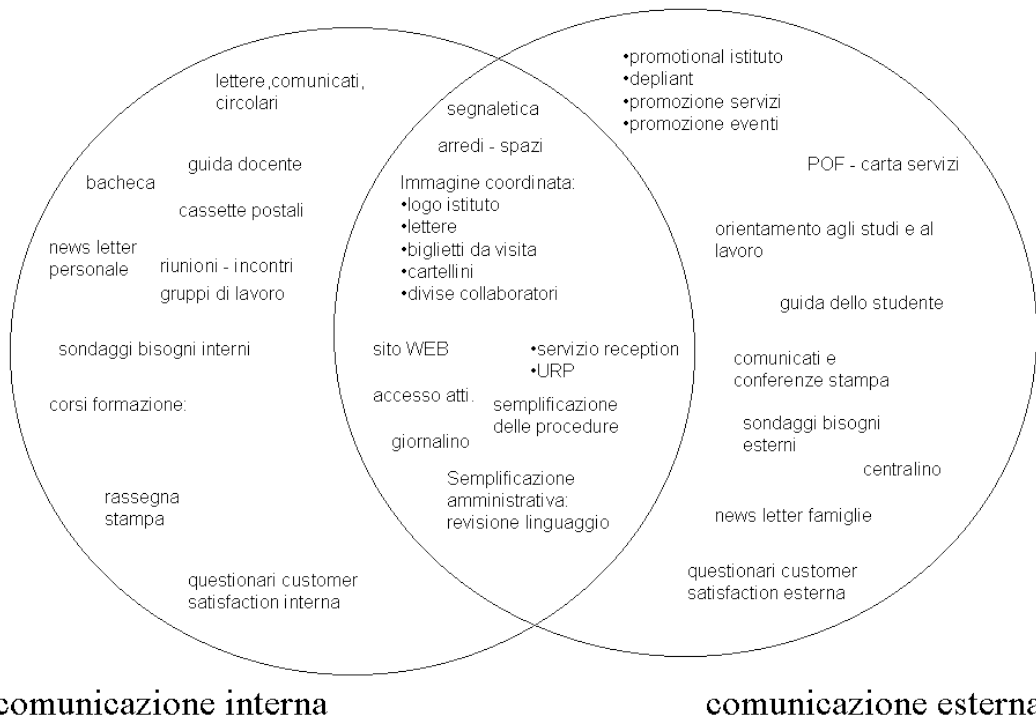 lettere,comunicati,
circolari
guida docente
bacheca
cassette postali
news letter
personale
riunioni - incontri
gruppi di lavoro
sondaggi bisogni interni
corsi formazione:
rassegna
stampa
questionari customer
satisfaction interna
segnaletica
arredi - spazi
Immagine coordinata:
•logo istituto
•lettere
•biglietti da visita
•cartellini
•divise collaboratori
sito WEB
•servizio reception
•URP
accesso atti.
semplificazione
delle procedure
giornalino
Semplificazione
amministrativa:
revisione linguaggio
•promotional istituto
•depliant
•promozione servizi
•promozione eventi
POF - carta servizi
orientamento agli studi e al
lavoro
guida dello studente
comunicati e
conferenze stampa
sondaggi bisogni
esterni
centralino
news letter famiglie
questionari customer
satisfaction esterna
comunicazione interna
comunicazione esterna